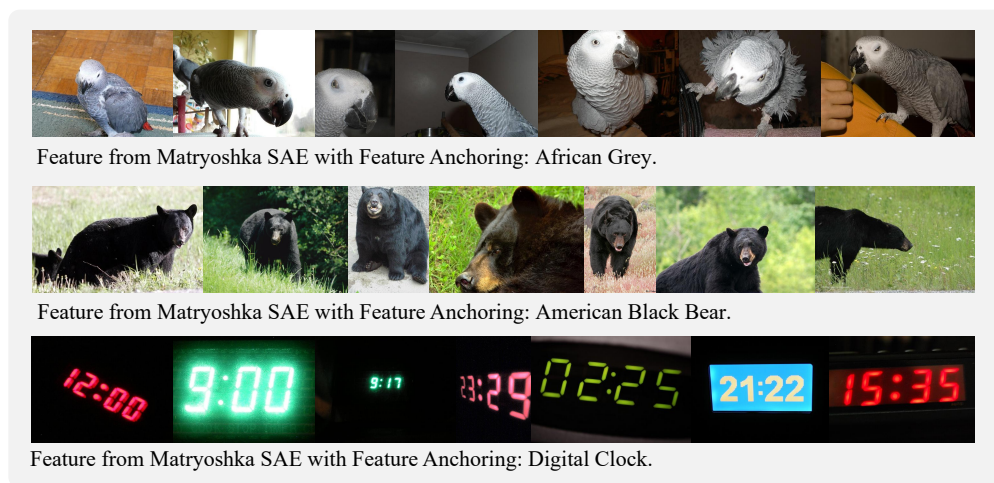 Feature from Matryoshka SAE with Feature Anchoring: African Grey.
Feature from Matryoshka SAE with Feature Anchoring: American Black Bear.
12:00 9:00 9:17 23:29 02:25 21:22 15:35
Feature from Matryoshka SAE with Feature Anchoring: Digital Clock.